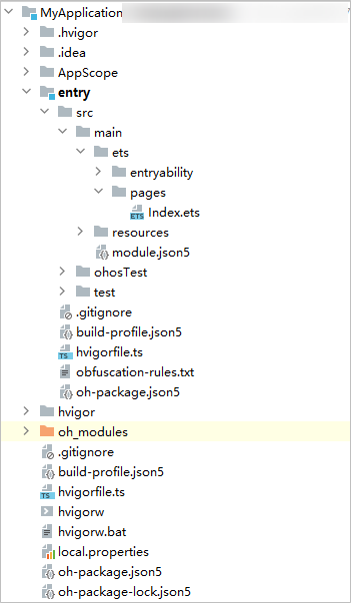 MyApplication
.hvigor
.idea
AppScope
entry
src
main
ets
entryability
pages
Index.ets
resources
module.json5
ohosTest
test
.gitignore
build-profile.json5
hvigorfile.ts
obfuscation-rules.txt
oh-package.json5
hvigor
oh_modules
.gitignore
build-profile.json5
hvigorfile.ts
hvigorw
hvigorw.bat
local.properties
oh-package.json5
oh-package-lock.json5